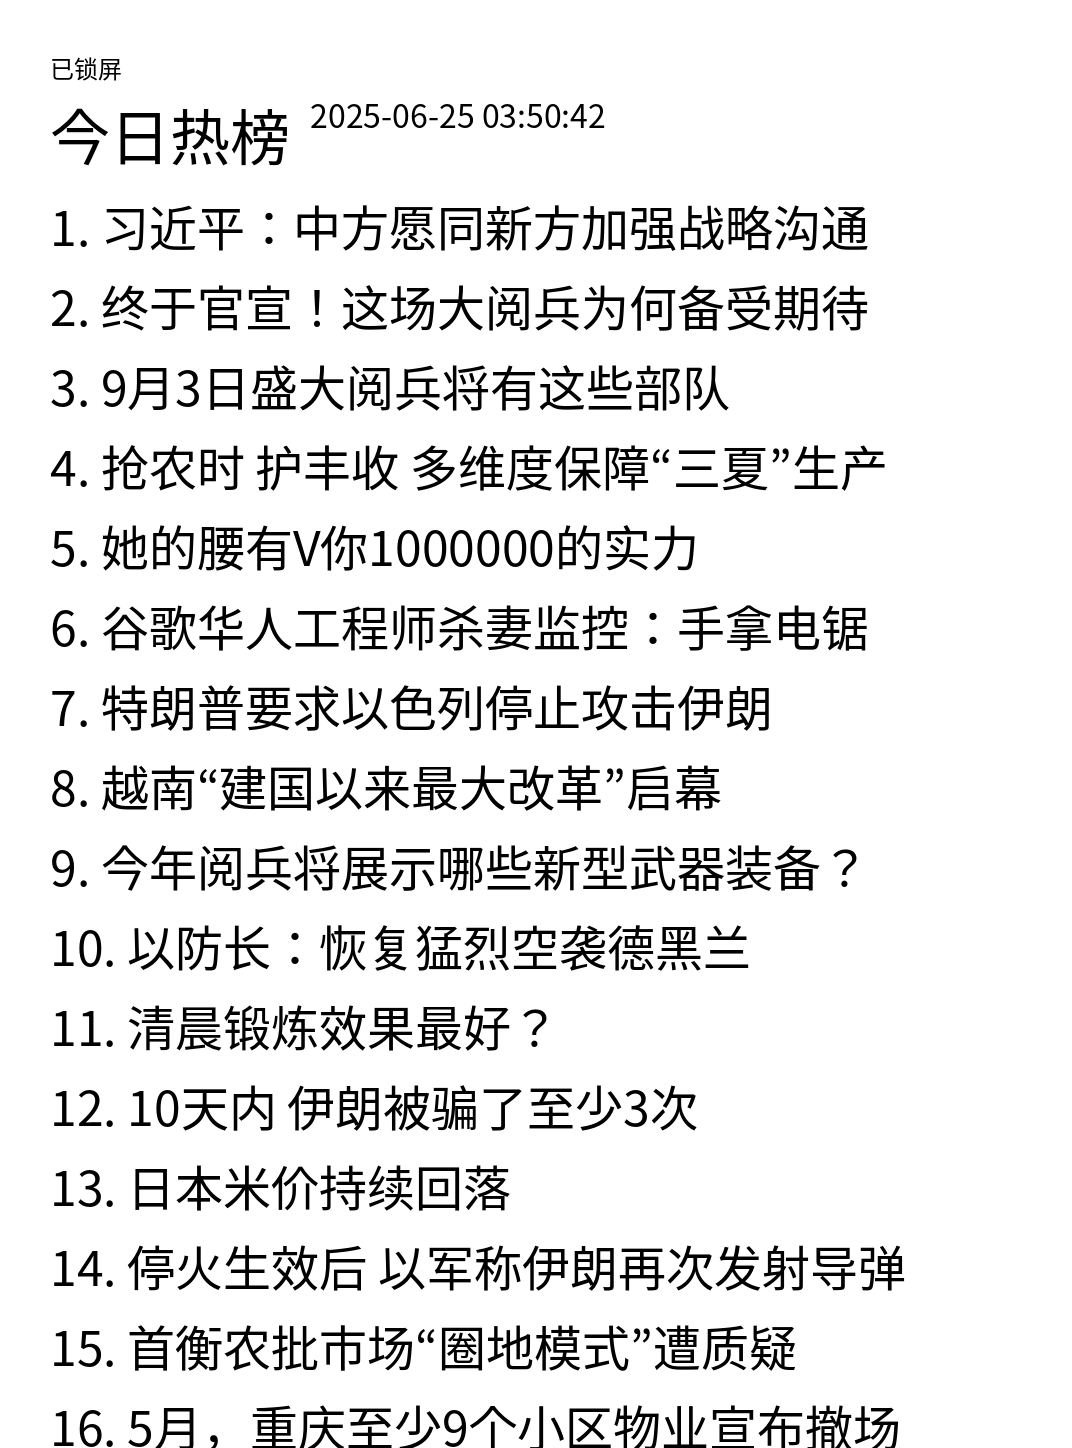 已锁屏
今日热榜 2025-06-25 03:50:42
1. 习近平：中方愿同新方加强战略沟通
2. 终于官宣！这场大阅兵为何备受期待
3. 9月3日盛大阅兵将有这些部队
4. 抢农时 护丰收 多维度保障“三夏”生产
5. 她的腰有V你1000000的实力
6. 谷歌华人工程师杀妻监控：手拿电锯
7. 特朗普要求以色列停止攻击伊朗
8. 越南“建国以来最大改革”启幕
9. 今年阅兵将展示哪些新型武器装备？
10. 以防长：恢复猛烈空袭德黑兰
11. 清晨锻炼效果最好？
12. 10天内 伊朗被骗了至少3次
13. 日本米价持续回落
14. 停火生效后 以军称伊朗再次发射导弹
15. 首衡农批市场“圈地模式”遭质疑
16. 5月，重庆至少9个小区物业宣布撤场